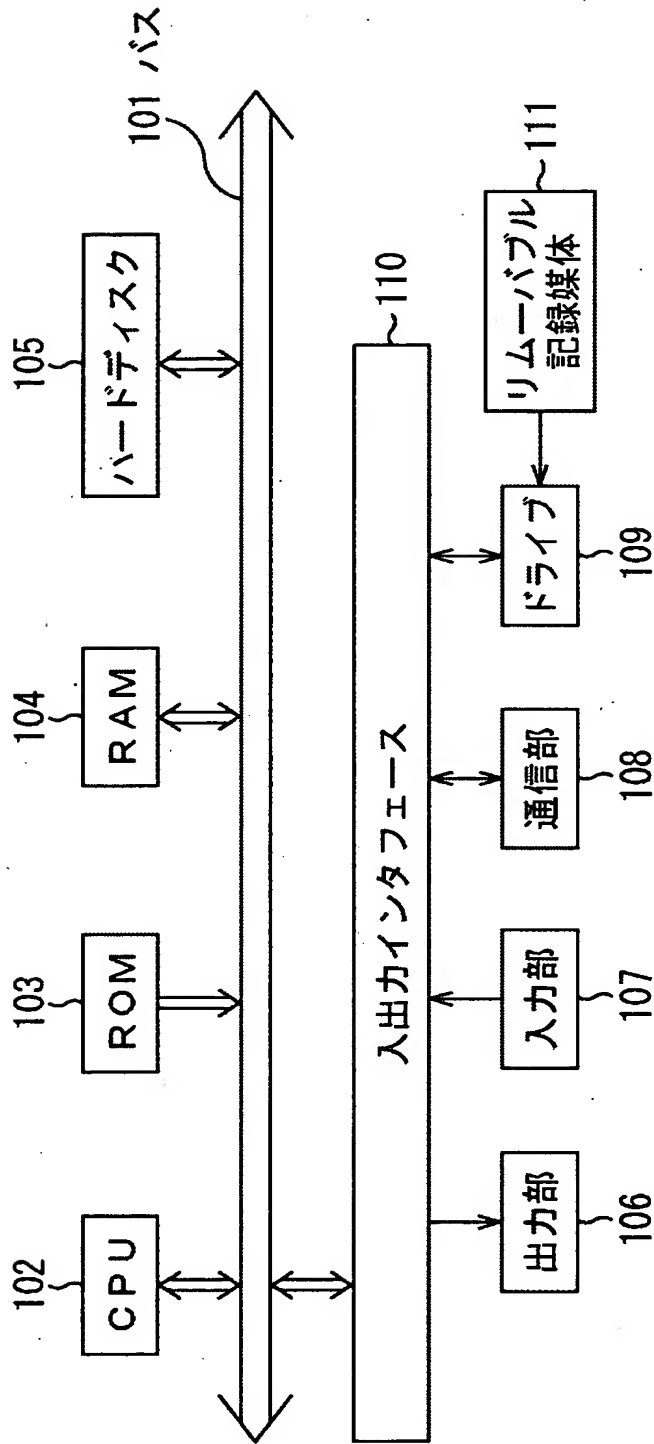 102
CPU
103
ROM
104
RAM
105
ハードディスク
101 バス
入出力インタフェース
110
出力部
106
入力部
107
通信部
108
ドライブ
109
リムーバブル
記録媒体
111